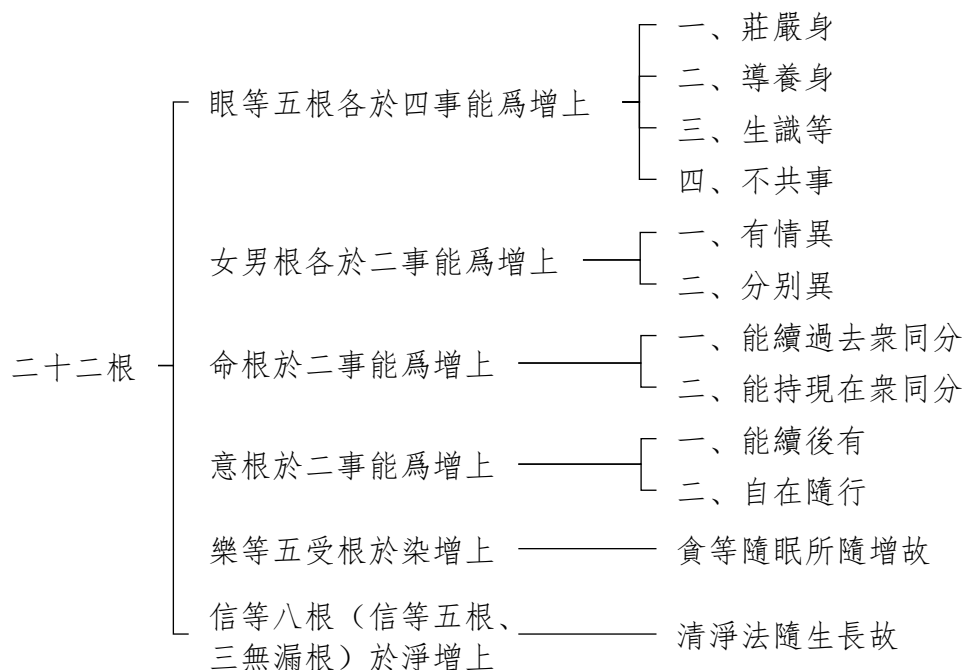 二十二根
眼等五根各於四事能爲增上
一、莊嚴身
二、導養身
三、生識等
四、不共事
女男根各於二事能爲增上
一、有情異
二、分別異
命根於二事能爲增上
一、能續過去衆同分
二、能持現在衆同分
意根於二事能爲增上
一、能續後有
二、自在隨行
樂等五受根於染增上
貪等隨眠所隨增故
信等八根（信等五根、
三無漏根）於淨增上
清淨法隨生長故